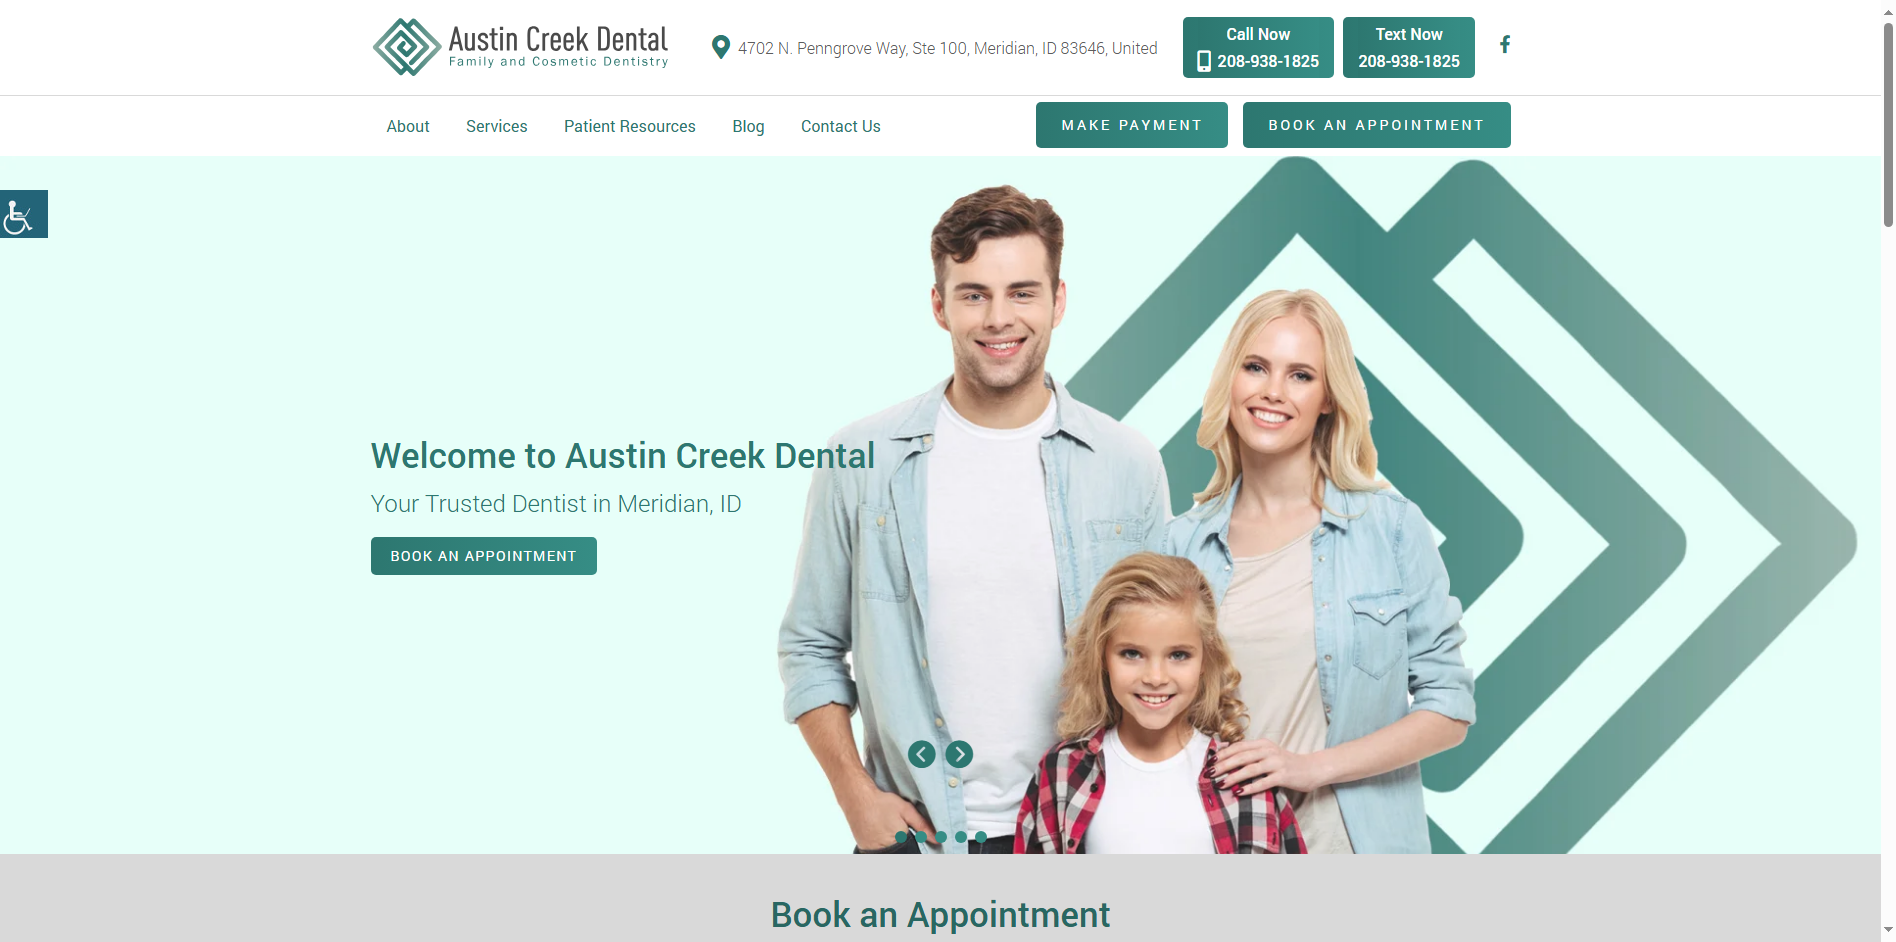 Austin Creek Dental
Family and Cosmetic Dentistry
4702 N. Penngrove Way, Ste 100, Meridian, ID 83646, United
Call Now
208-938-1825
Text Now
208-938-1825
About
Services
Patient Resources
Blog
Contact Us
MAKE PAYMENT
BOOK AN APPOINTMENT
Welcome to Austin Creek Dental
Your Trusted Dentist in Meridian, ID
BOOK AN APPOINTMENT
Book an Appointment